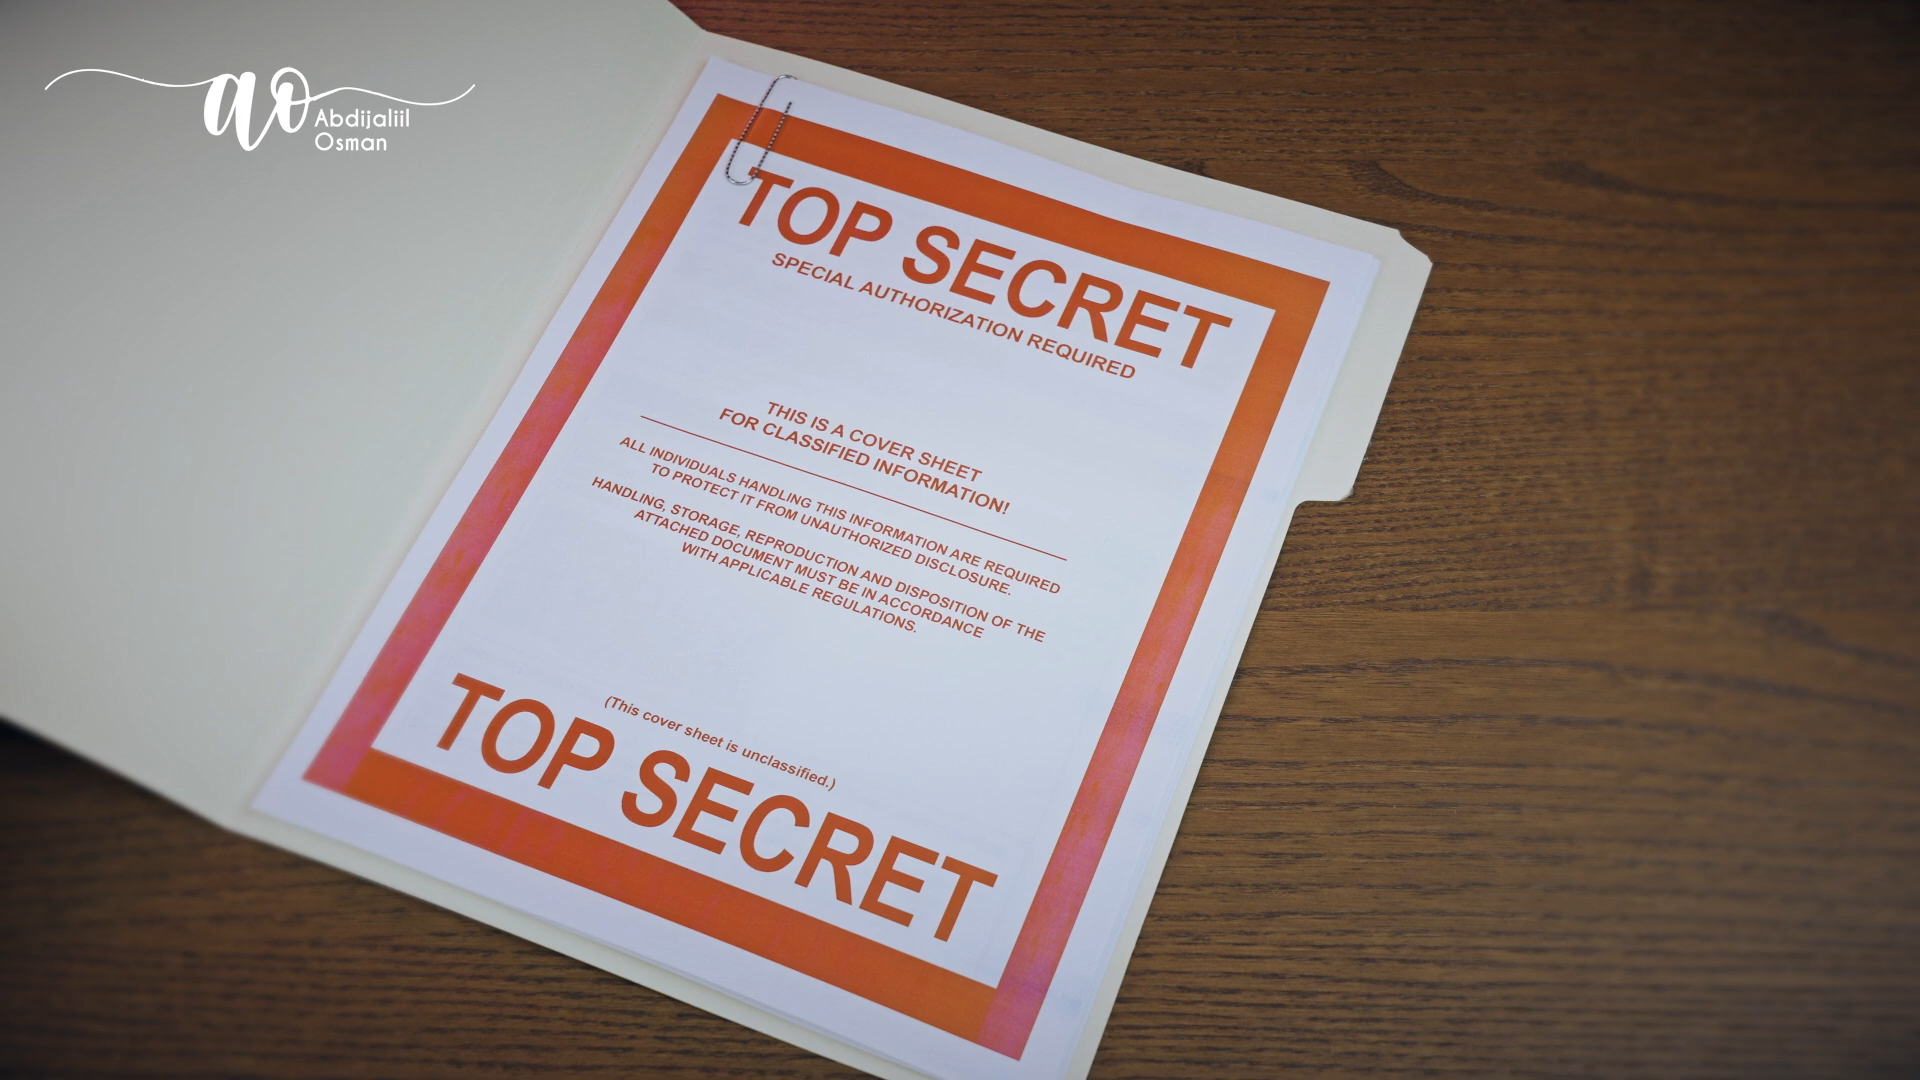 ao
Abdijaliil
Osman
TOP SECRET
SPECIAL AUTHORIZATION REQUIRED
THIS IS A COVER SHEET
FOR CLASSIFIED INFORMATION!
ALL INDIVIDUALS HANDLING THIS INFORMATION ARE REQUIRED
TO PROTECT IT FROM UNAUTHORIZED DISCLOSURE.
HANDLING, STORAGE, REPRODUCTION AND DISPOSITION OF THE
ATTACHED DOCUMENT MUST BE IN ACCORDANCE
WITH APPLICABLE REGULATIONS.
(This cover sheet is unclassified.)
TOP SECRET